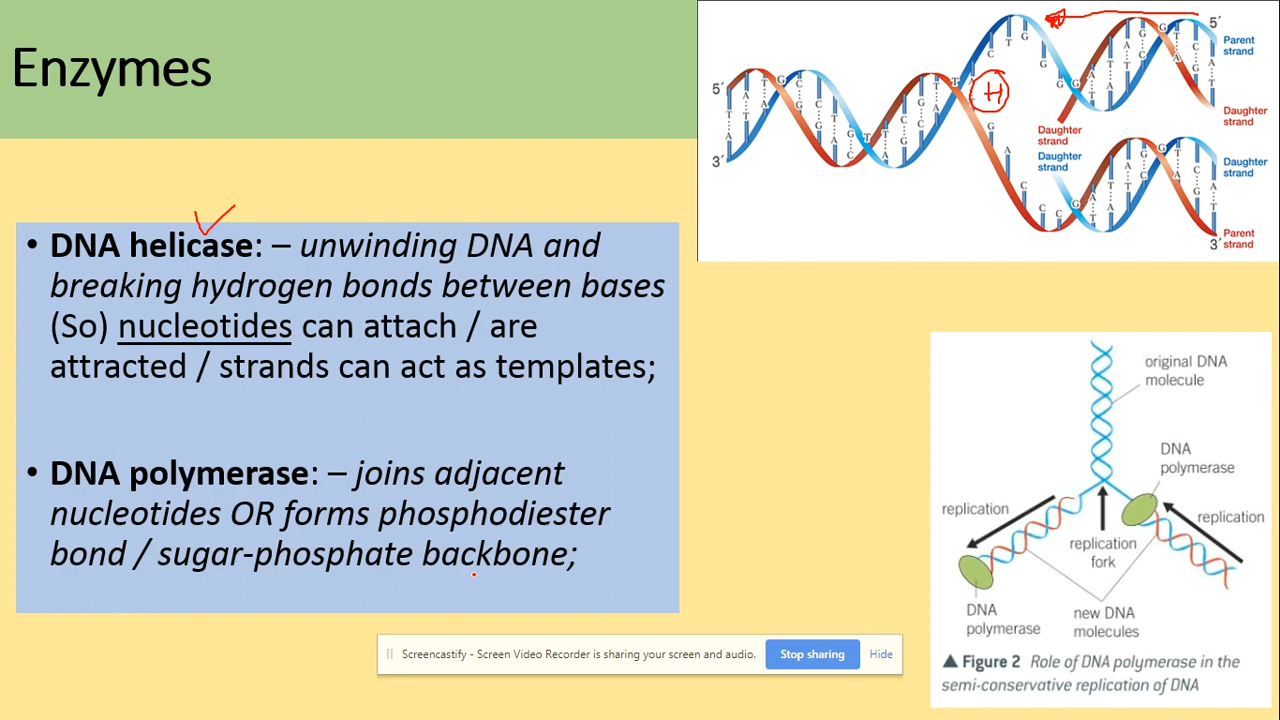 Enzymes
• DNA helicase: – unwinding DNA and
breaking hydrogen bonds between bases
(So) nucleotides can attach / are
attracted / strands can act as templates;
• DNA polymerase: – joins adjacent
nucleotides OR forms phosphodiester
bond / sugar-phosphate backbone;
5′
3′
H
5′
Parent
strand
Daughter
strand
Daughter
strand
Daughter
strand
Daughter
strand
Parent
strand
3′
original DNA
molecule
DNA
polymerase
replication
replication
replication
fork
DNA
polymerase
new DNA
molecules
▲ Figure 2 Role of DNA polymerase in the
semi-conservative replication of DNA
Screencastify - Screen Video Recorder is sharing your screen and audio.
Stop sharing
Hide